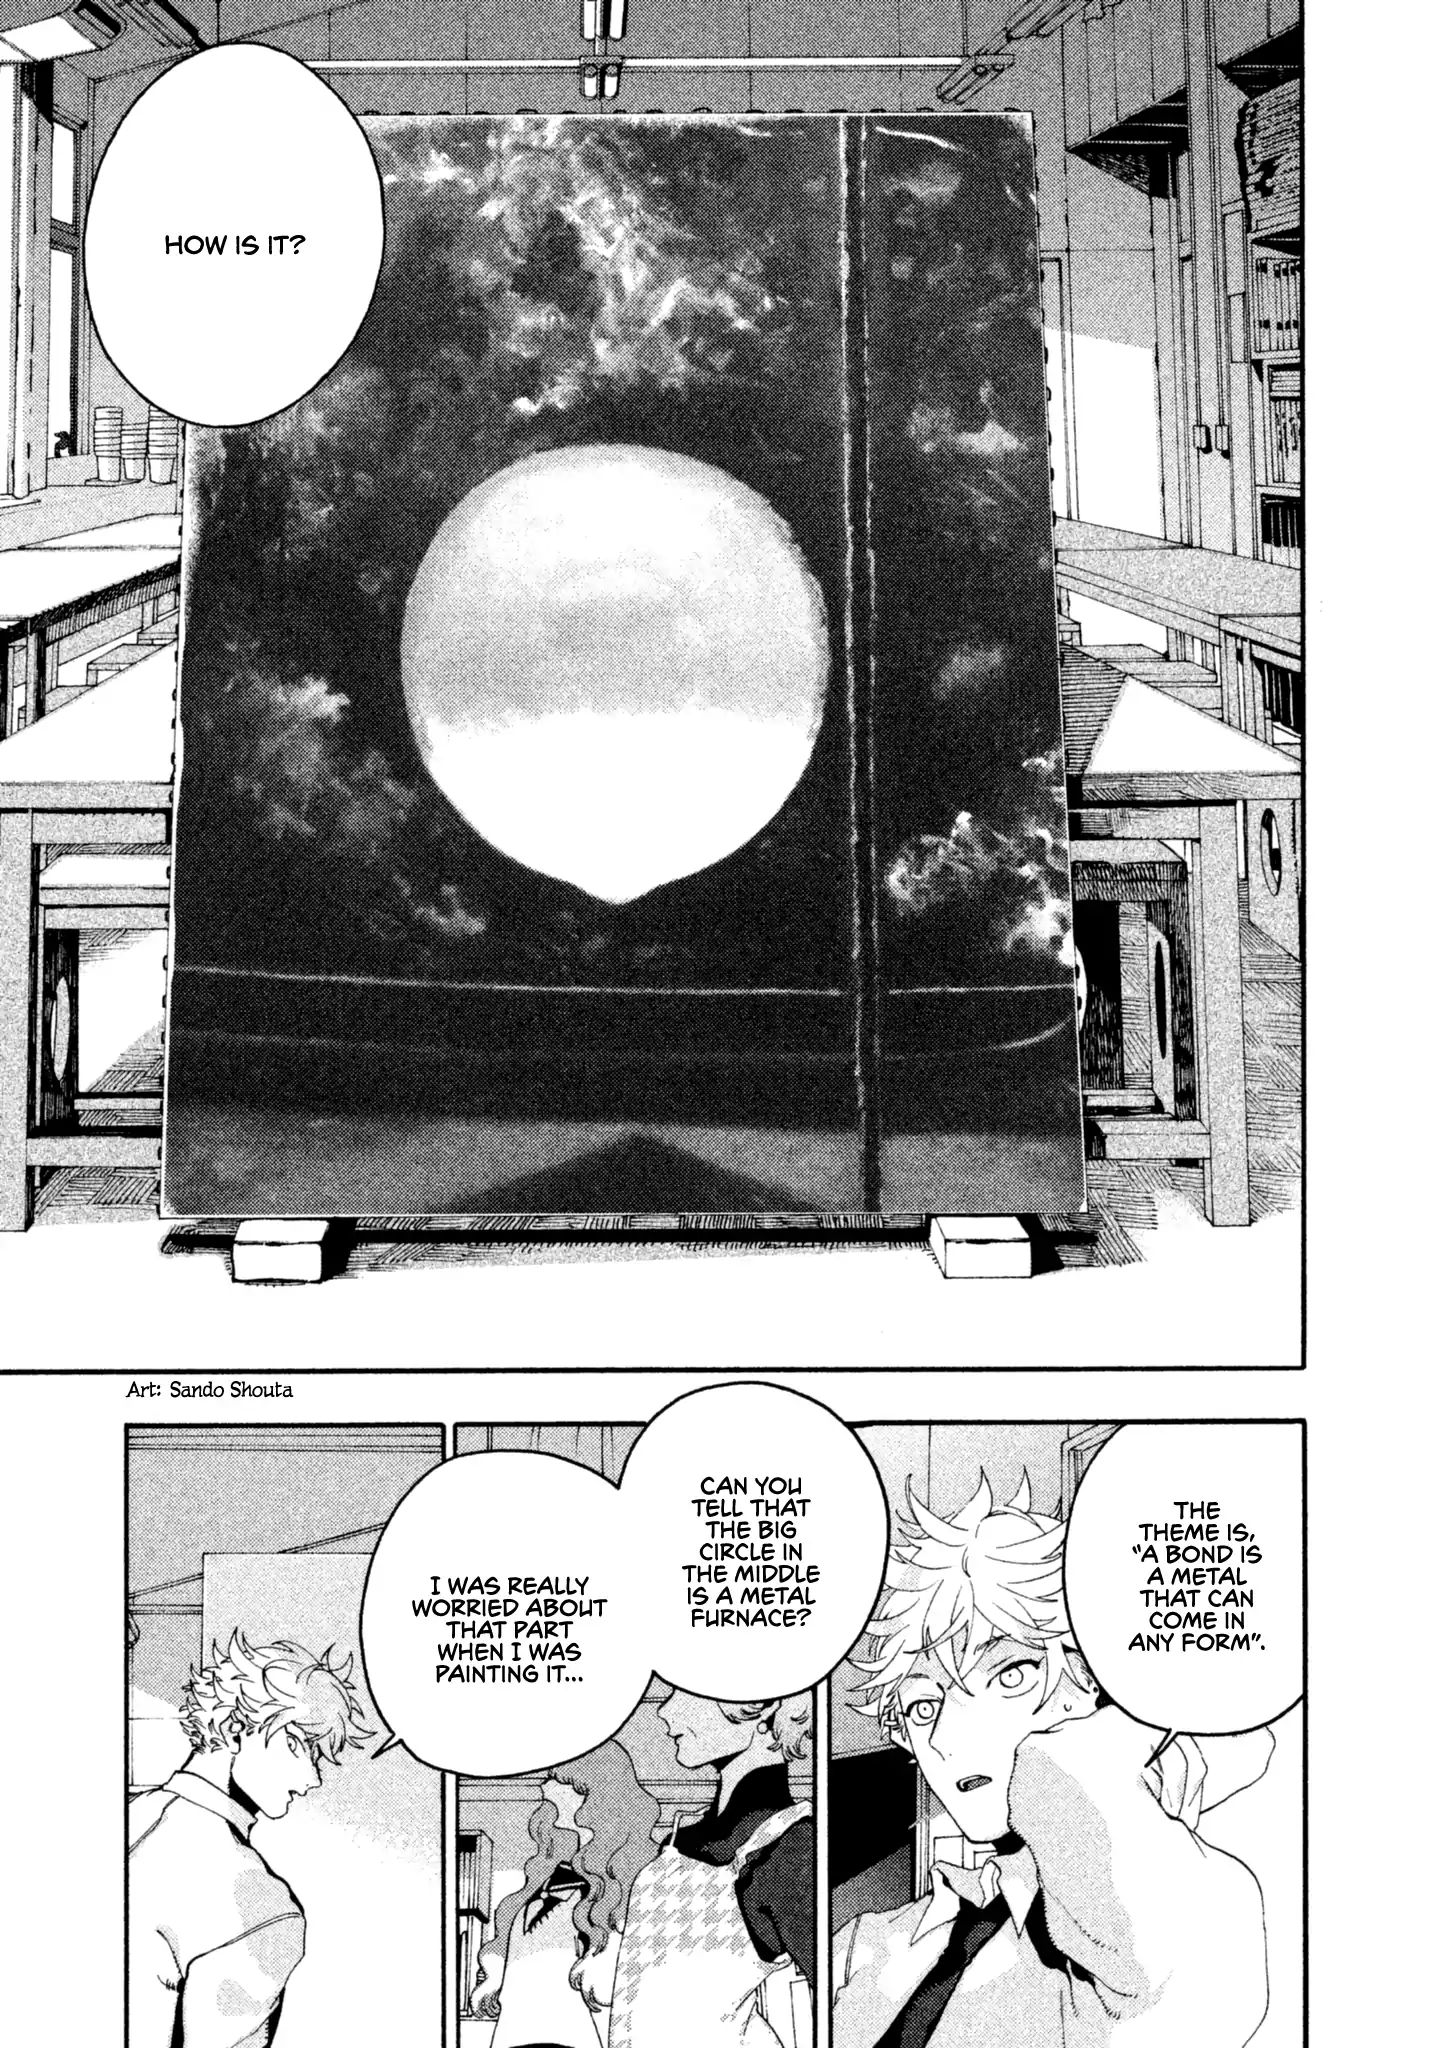 HOW IS IT?
Art: Sando Shouta
THE
THEME IS,
"A BOND IS
A METAL
THAT CAN
COME IN
ANY FORM".
CAN YOU
TELL THAT
THE BIG
CIRCLE IN
THE MIDDLE
IS A METAL
FURNACE?
I WAS REALLY
WORRIED ABOUT
THAT PART
WHEN I WAS
PAINTING IT...